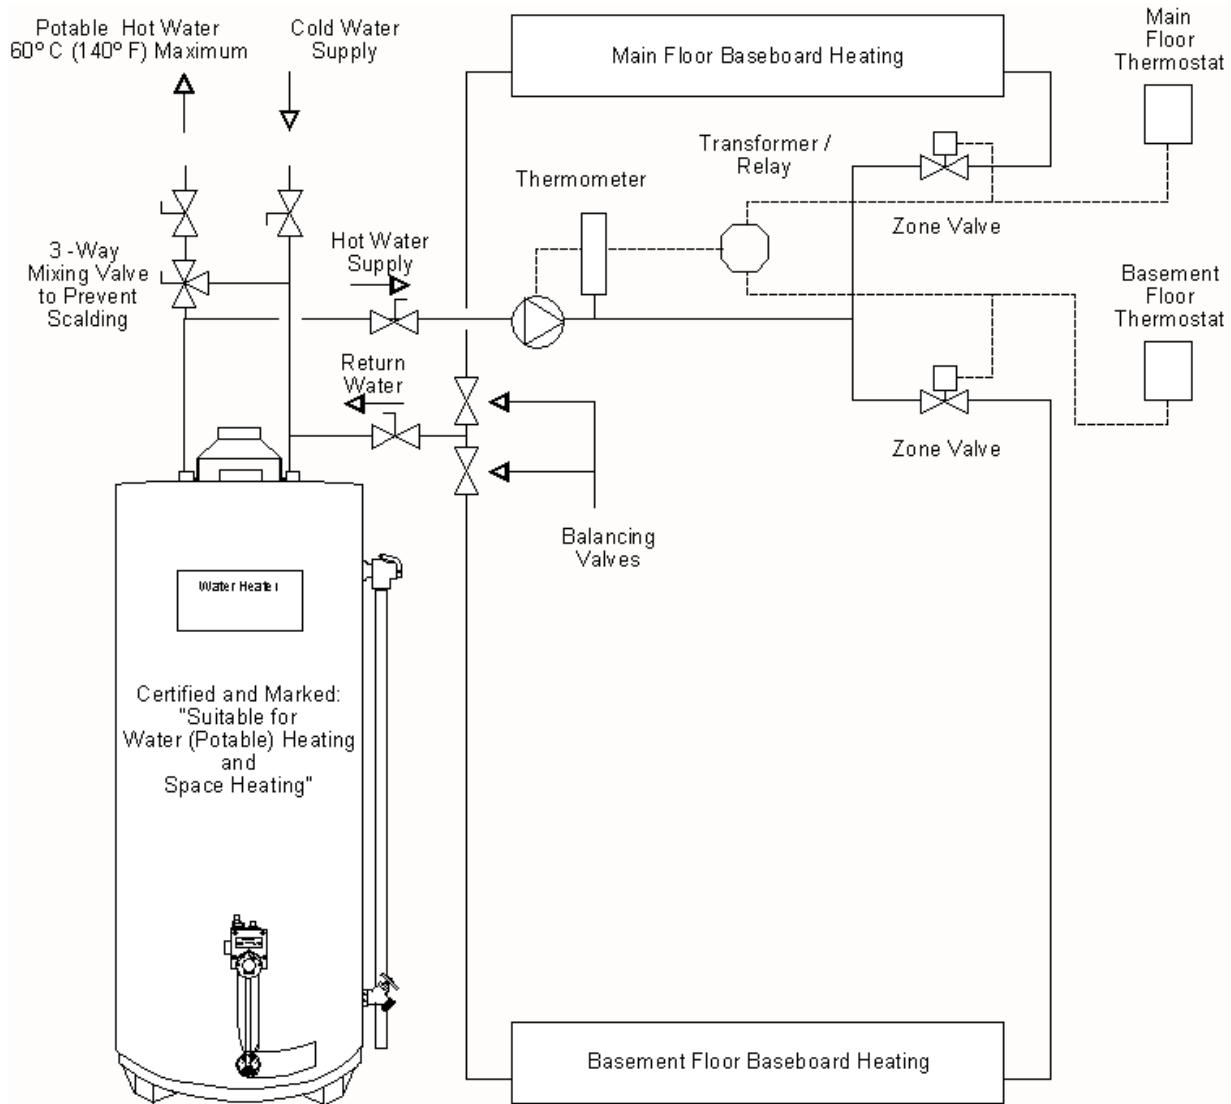 Potable Hot Water
60º C (140º F) Maximum
Cold Water
Supply
Main Floor Baseboard Heating
Main
Floor
Thermostat
Transformer /
Relay
Thermometer
Zone Valve
3 -Way
Mixing Valve
to Prevent
Scalding
Hot Water
Supply
Basement
Floor
Thermostat
Return
Water
Zone Valve
Balancing
Valves
Water Heater
Certified and Marked:
"Suitable for
Water (Potable) Heating
and
Space Heating"
Basement Floor Baseboard Heating